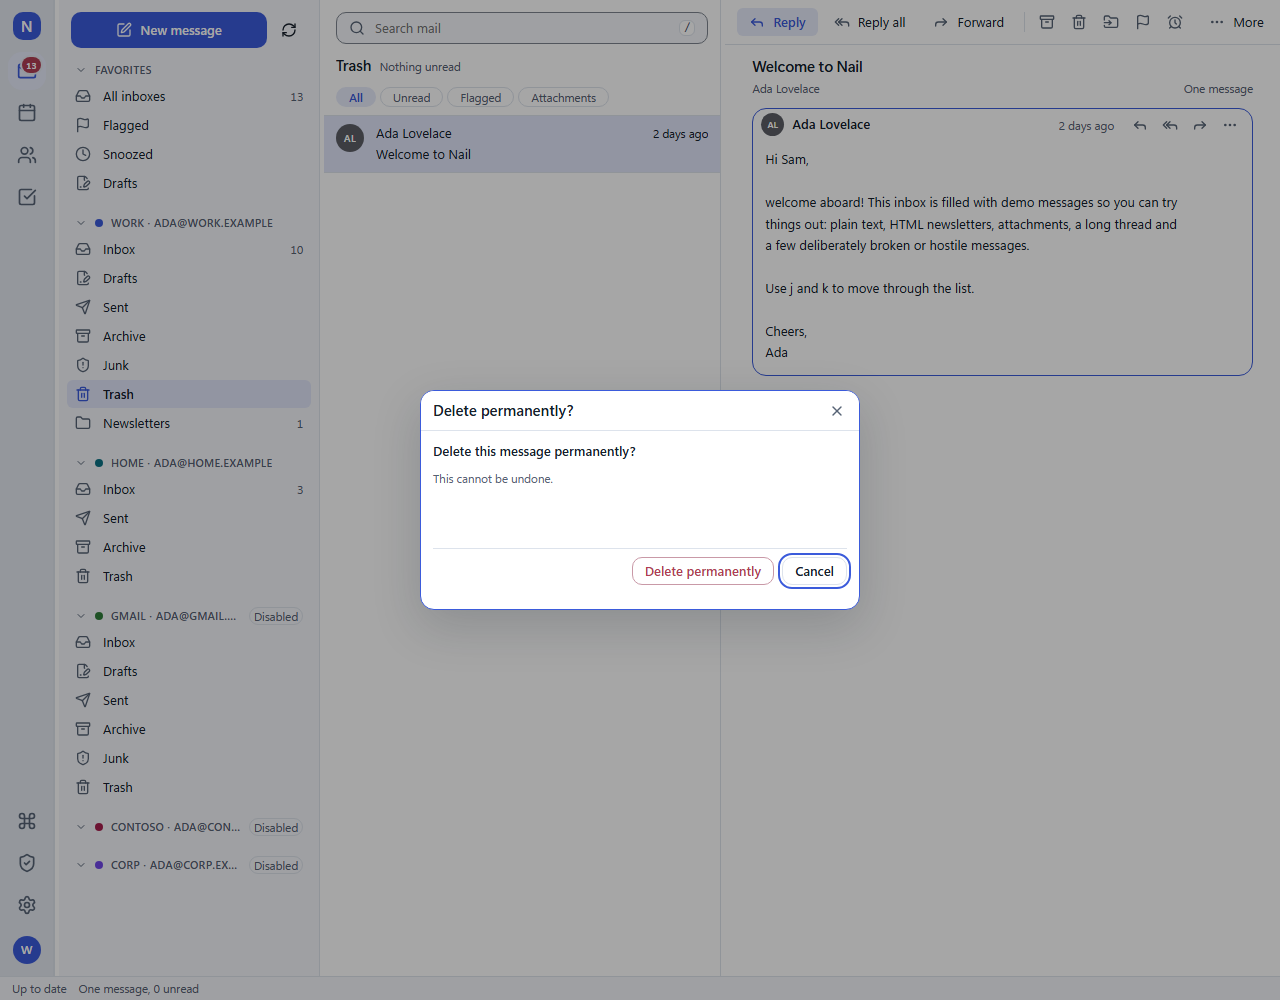 N
13
New message
FAVORITES
All inboxes 13
Flagged
Snoozed
Drafts
WORK · ADA@WORK.EXAMPLE
Inbox 10
Drafts
Sent
Archive
Junk
Trash
Newsletters 1
HOME · ADA@HOME.EXAMPLE
Inbox 3
Sent
Archive
Trash
GMAIL · ADA@GMAIL.... Disabled
Inbox
Drafts
Sent
Archive
Junk
Trash
CONTOSO · ADA@CON... Disabled
CORP · ADA@CORP.EX... Disabled
W
Search mail /
Trash Nothing unread
All Unread Flagged Attachments
AL Ada Lovelace 2 days ago
Welcome to Nail
Reply Reply all Forward More
Welcome to Nail
Ada Lovelace One message
AL Ada Lovelace 2 days ago
Hi Sam,
welcome aboard! This inbox is filled with demo messages so you can try
things out: plain text, HTML newsletters, attachments, a long thread and
a few deliberately broken or hostile messages.
Use j and k to move through the list.
Cheers,
Ada
Delete permanently?
Delete this message permanently?
This cannot be undone.
Delete permanently Cancel
Up to date One message, 0 unread